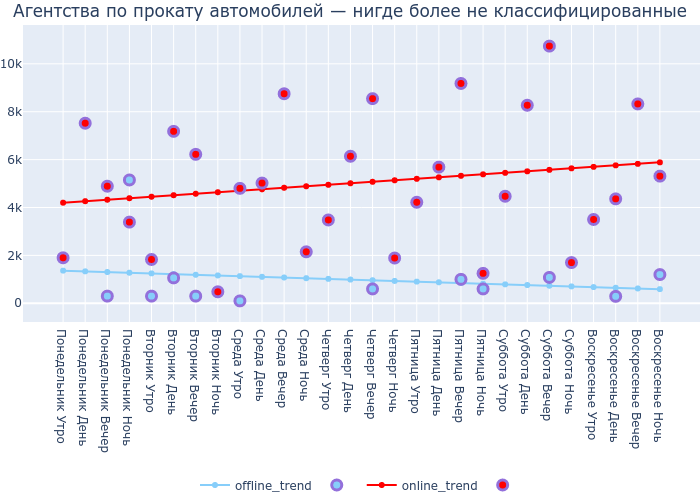 Агентства по прокату автомобилей — нигде более не классифицированные
10k
8k
6k
4k
2k
0
Понедельник Утро
Понедельник День
Понедельник Вечер
Понедельник Ночь
Вторник Утро
Вторник День
Вторник Вечер
Вторник Ночь
Среда Утро
Среда День
Среда Вечер
Среда Ночь
Четверг Утро
Четверг День
Четверг Вечер
Четверг Ночь
Пятница Утро
Пятница День
Пятница Вечер
Пятница Ночь
Суббота Утро
Суббота День
Суббота Вечер
Суббота Ночь
Воскресенье Утро
Воскресенье День
Воскресенье Вечер
Воскресенье Ночь
offline_trend
online_trend